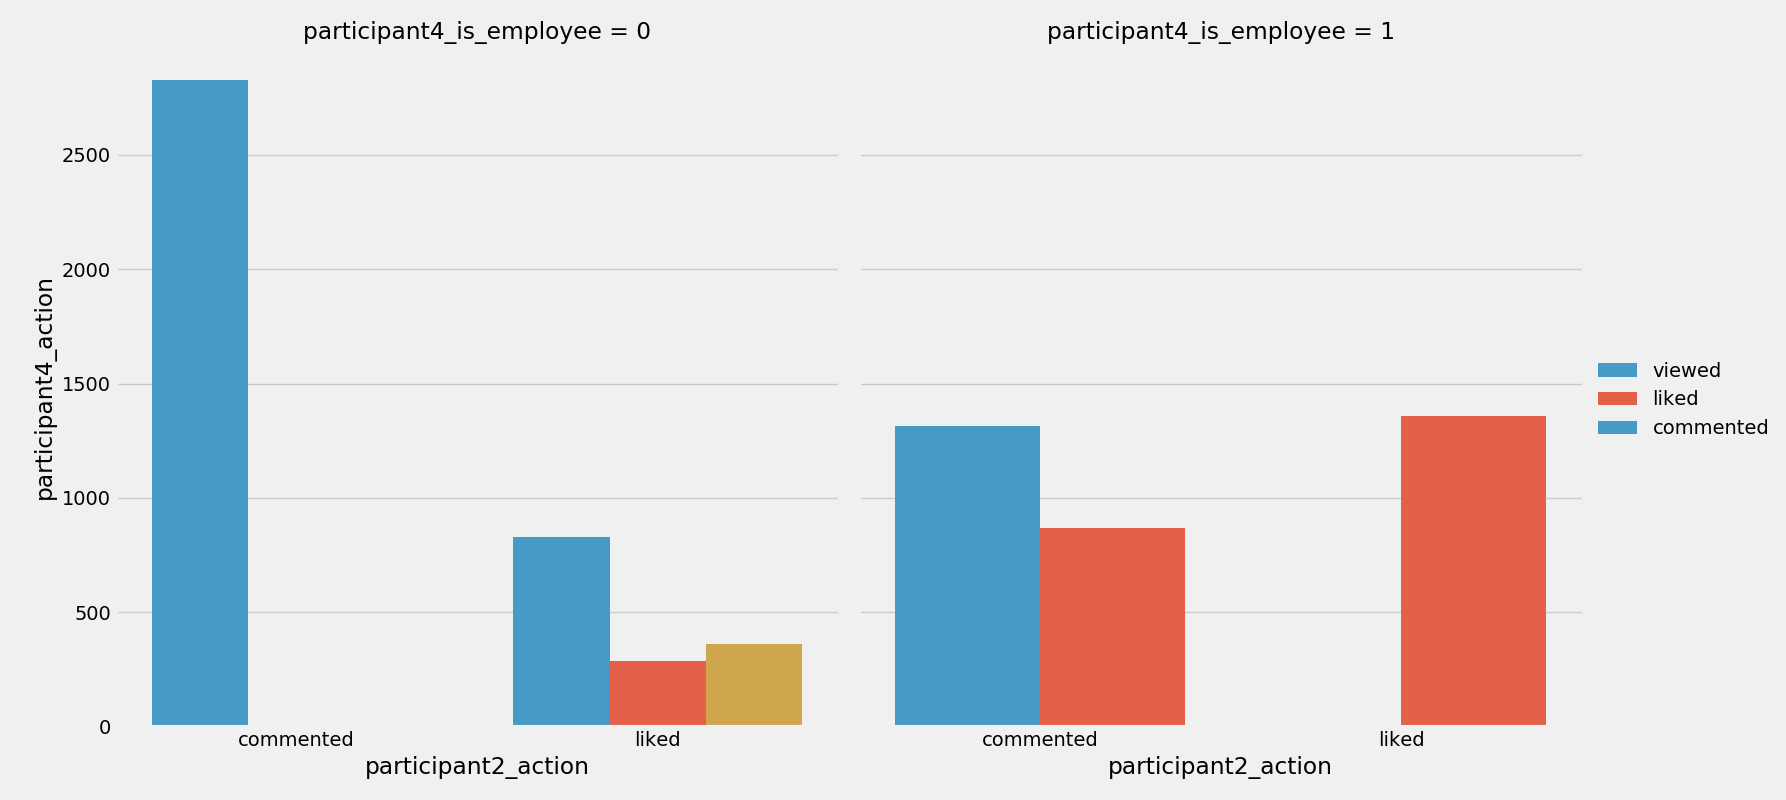 participant4_is_employee = 0
participant4_is_employee = 1
participant4_action
2500
2000
1500
1000
500
0
commented liked
commented liked
participant2_action
participant2_action
viewed
liked
commented